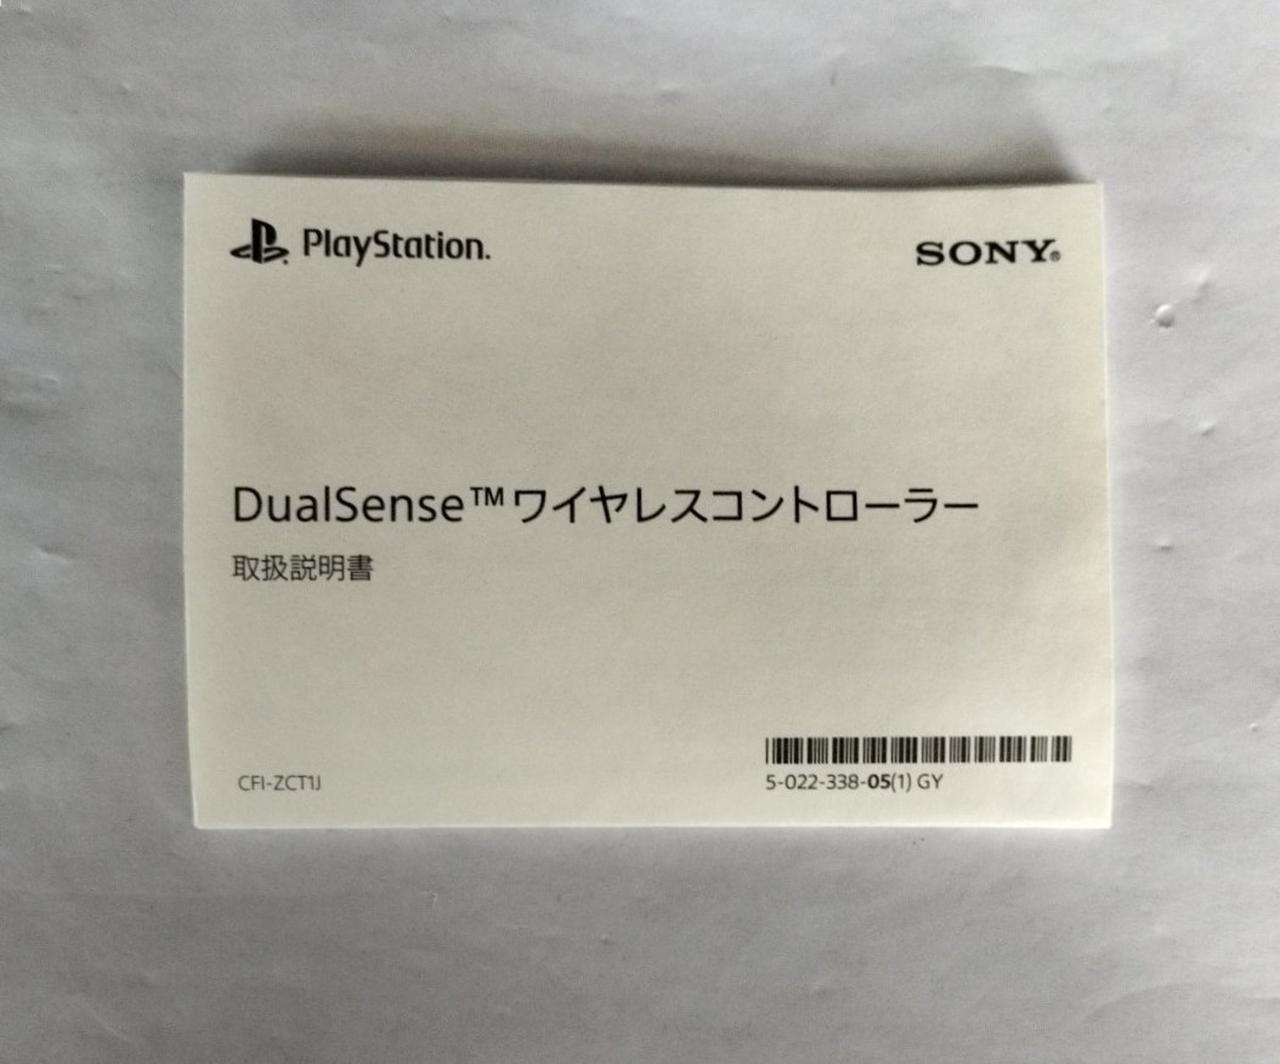 PlayStation®
SONY®
DualSense™ワイヤレスコントローラー
取扱説明書
CFI-ZCT1J
5-022-338-05(1) GY